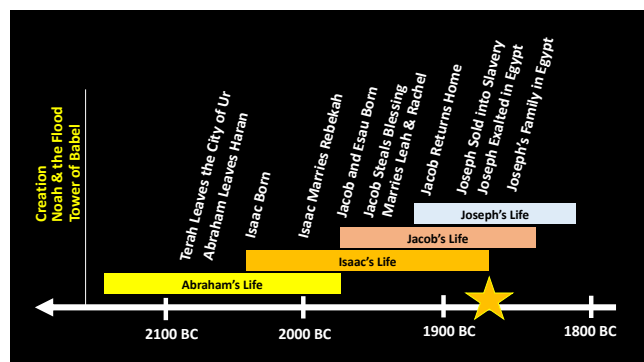 Creation
Noah & the Flood
Tower of Babel
Terah Leaves the City of Ur
Abraham Leaves Haran
Isaac Born
Isaac Marries Rebekah
Jacob and Esau Born
Jacob Steals Blessing
Marries Leah & Rachel
Jacob Returns Home
Joseph Sold into Slavery
Joseph Exalted in Egypt
Joseph's Family in Egypt
Joseph's Life
Jacob's Life
Isaac's Life
Abraham's Life
2100 BC
2000 BC
1900 BC
1800 BC